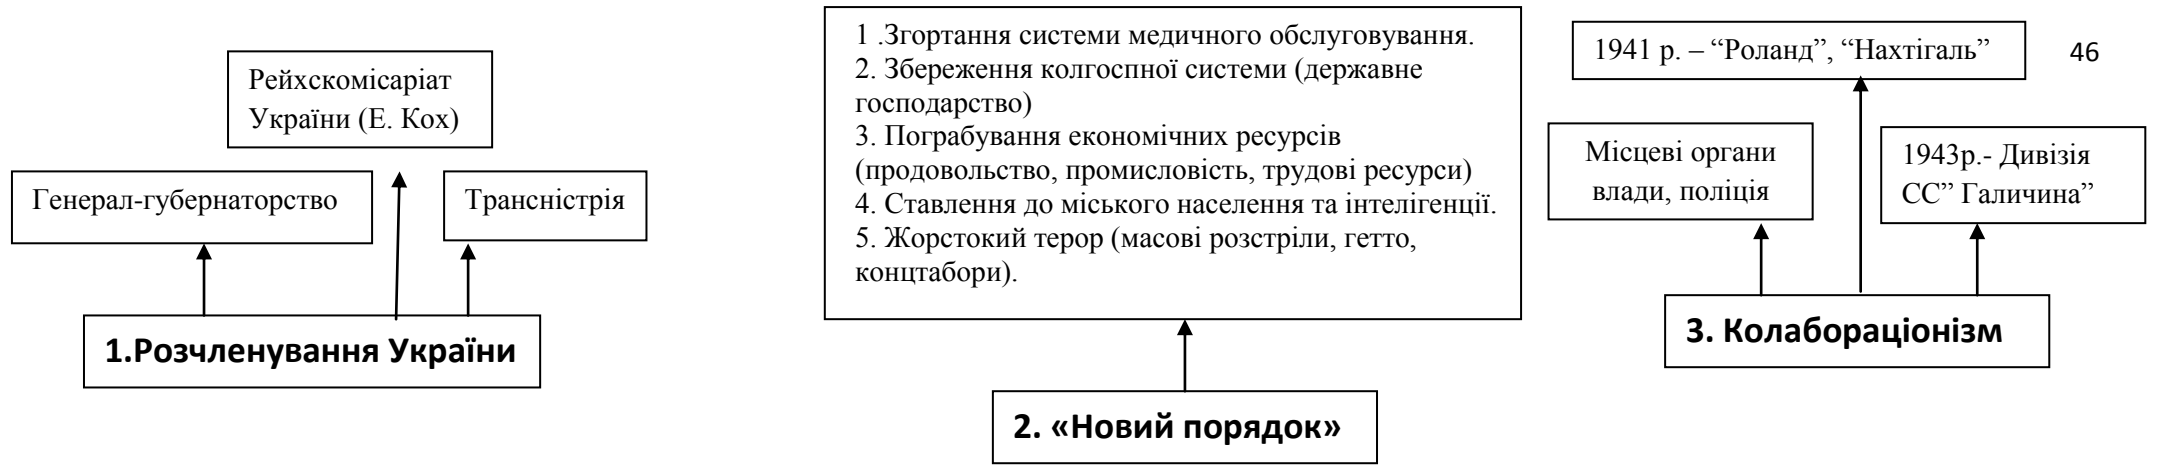 Рейхскомісаріат
України (Е. Кох)
Генерал-губернаторство
Трансністрія
1.Розчленування України
1 .Згортання системи медичного обслуговування.
2. Збереження колгоспної системи (державне
господарство)
3. Пограбування економічних ресурсів
(продовольство, промисловість, трудові ресурси)
4. Ставлення до міського населення та інтелігенції.
5. Жорстокий терор (масові розстріли, гетто,
концтабори).
2. «Новий порядок»
1941 р. – “Роланд”, “Нахтігаль”
46
Місцеві органи
влади, поліція
1943р.- Дивізія
СС” Галичина”
3. Колабораціонізм